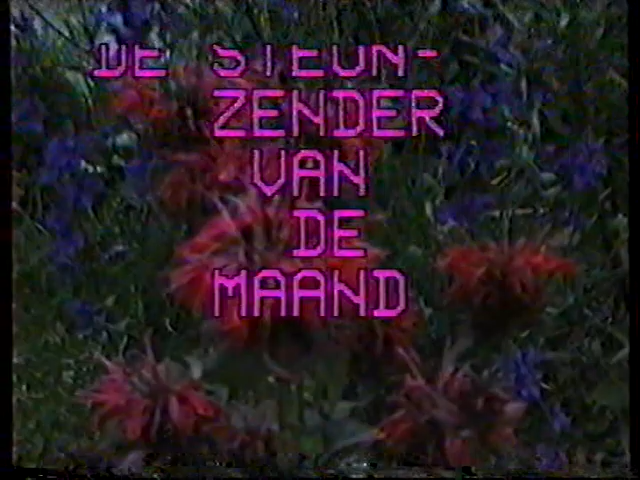 DE STEUN-
ZENDER
VAN
DE
MAAND